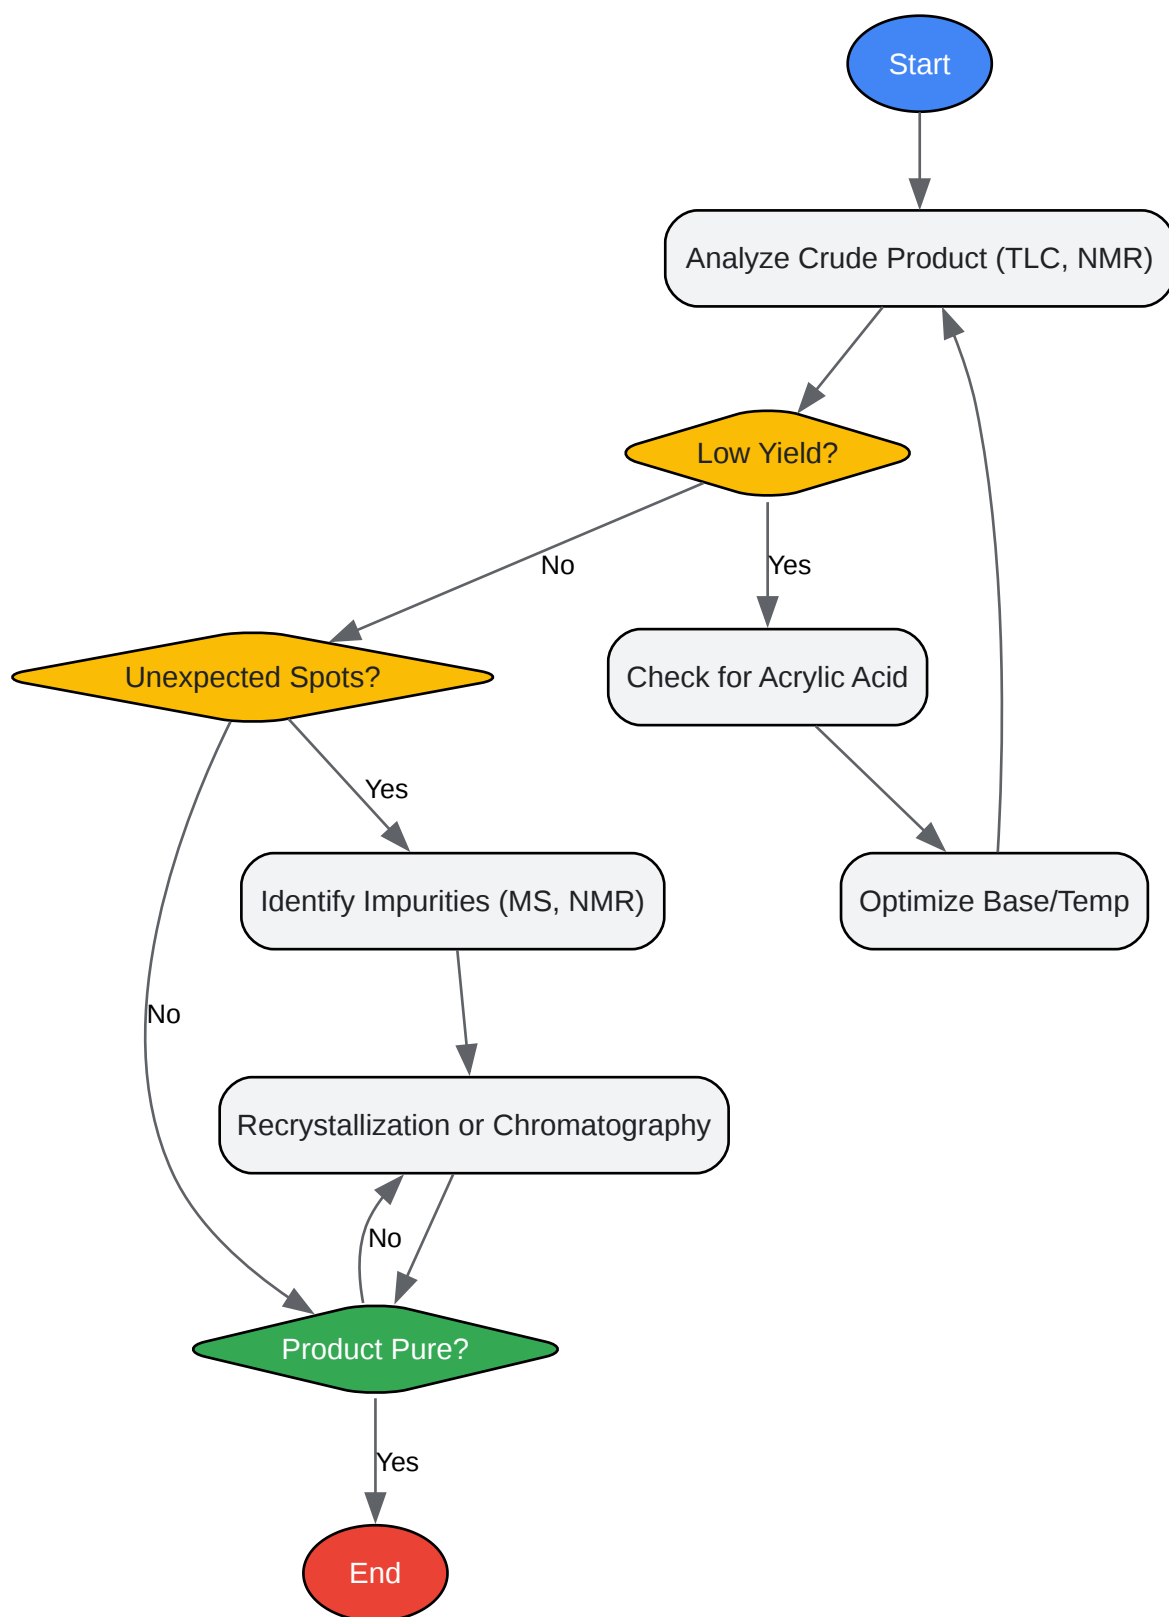 Start
Analyze Crude Product (TLC, NMR)
Low Yield?
No
Yes
Unexpected Spots?
Check for Acrylic Acid
Yes
Identify Impurities (MS, NMR)
Optimize Base/Temp
No
Recrystallization or Chromatography
No
Product Pure?
Yes
End